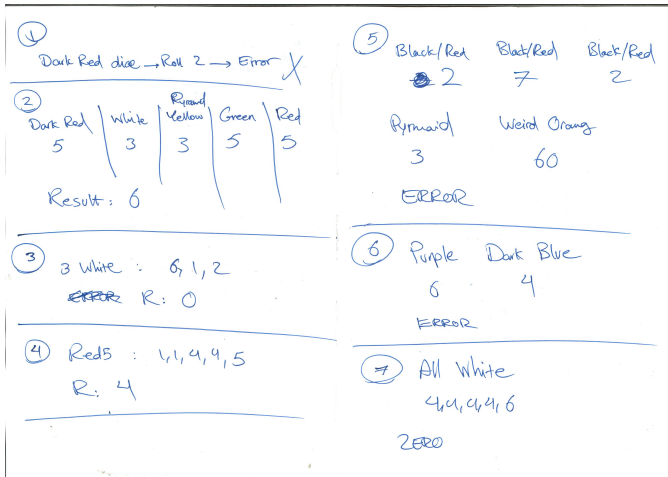 1
Dark Red dice → Roll 2 → Error X
2
Dark Red | White | Pyramid Yellow | Green | Red
5 3 3 5 5
Result: 6
3
3 White : 6, 1, 2
ERROR R: 0
4
Red5 : 1,1,4,4,5
R: 4
5
Black/Red Black/Red Black/Red
2 7 2
Pyrmaid Weird Orang
3 60
ERROR
6
Purple Dark Blue
6 4
ERROR
7
All White
4,4,4,4,6
ZERO